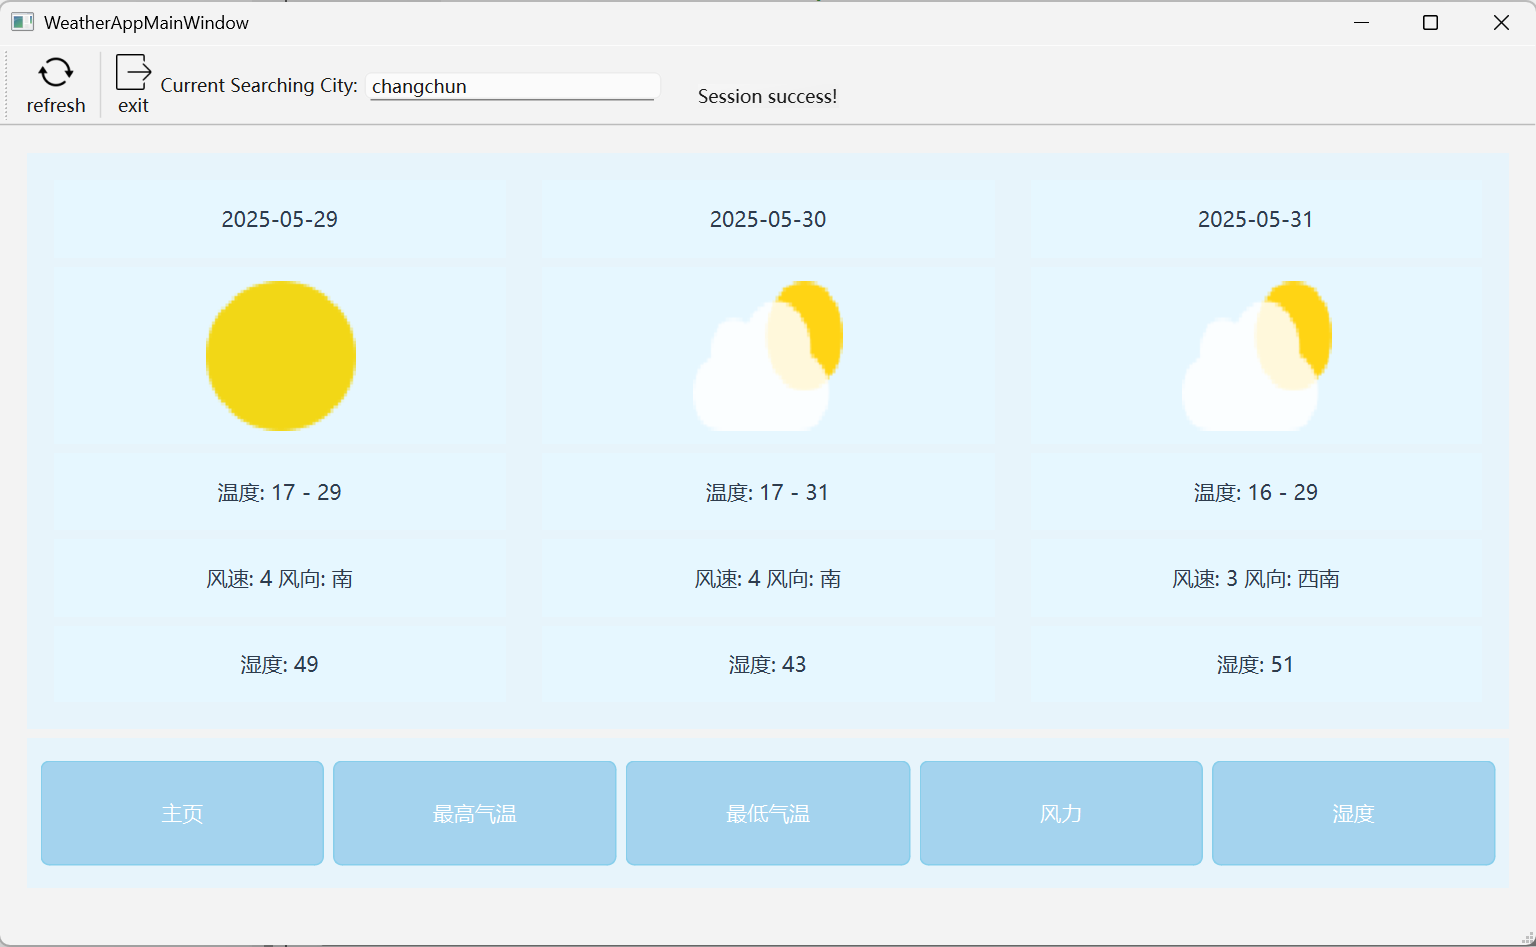 WeatherAppMainWindow
refresh
exit
Current Searching City: changchun
Session success!
2025-05-29
2025-05-30
2025-05-31
温度: 17 - 29
温度: 17 - 31
温度: 16 - 29
风速: 4 风向: 南
风速: 4 风向: 南
风速: 3 风向: 西南
湿度: 49
湿度: 43
湿度: 51
主页
最高气温
最低气温
风力
湿度